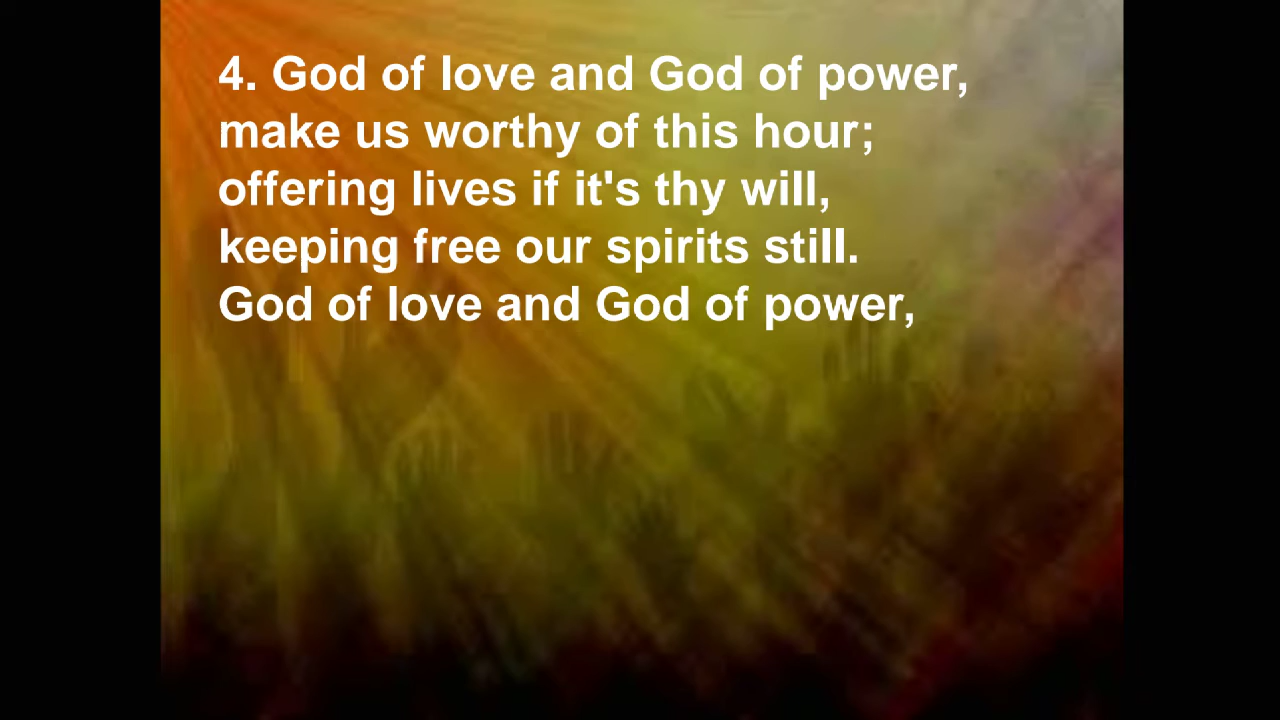 4. God of love and God of power,
make us worthy of this hour;
offering lives if it's thy will,
keeping free our spirits still.
God of love and God of power,